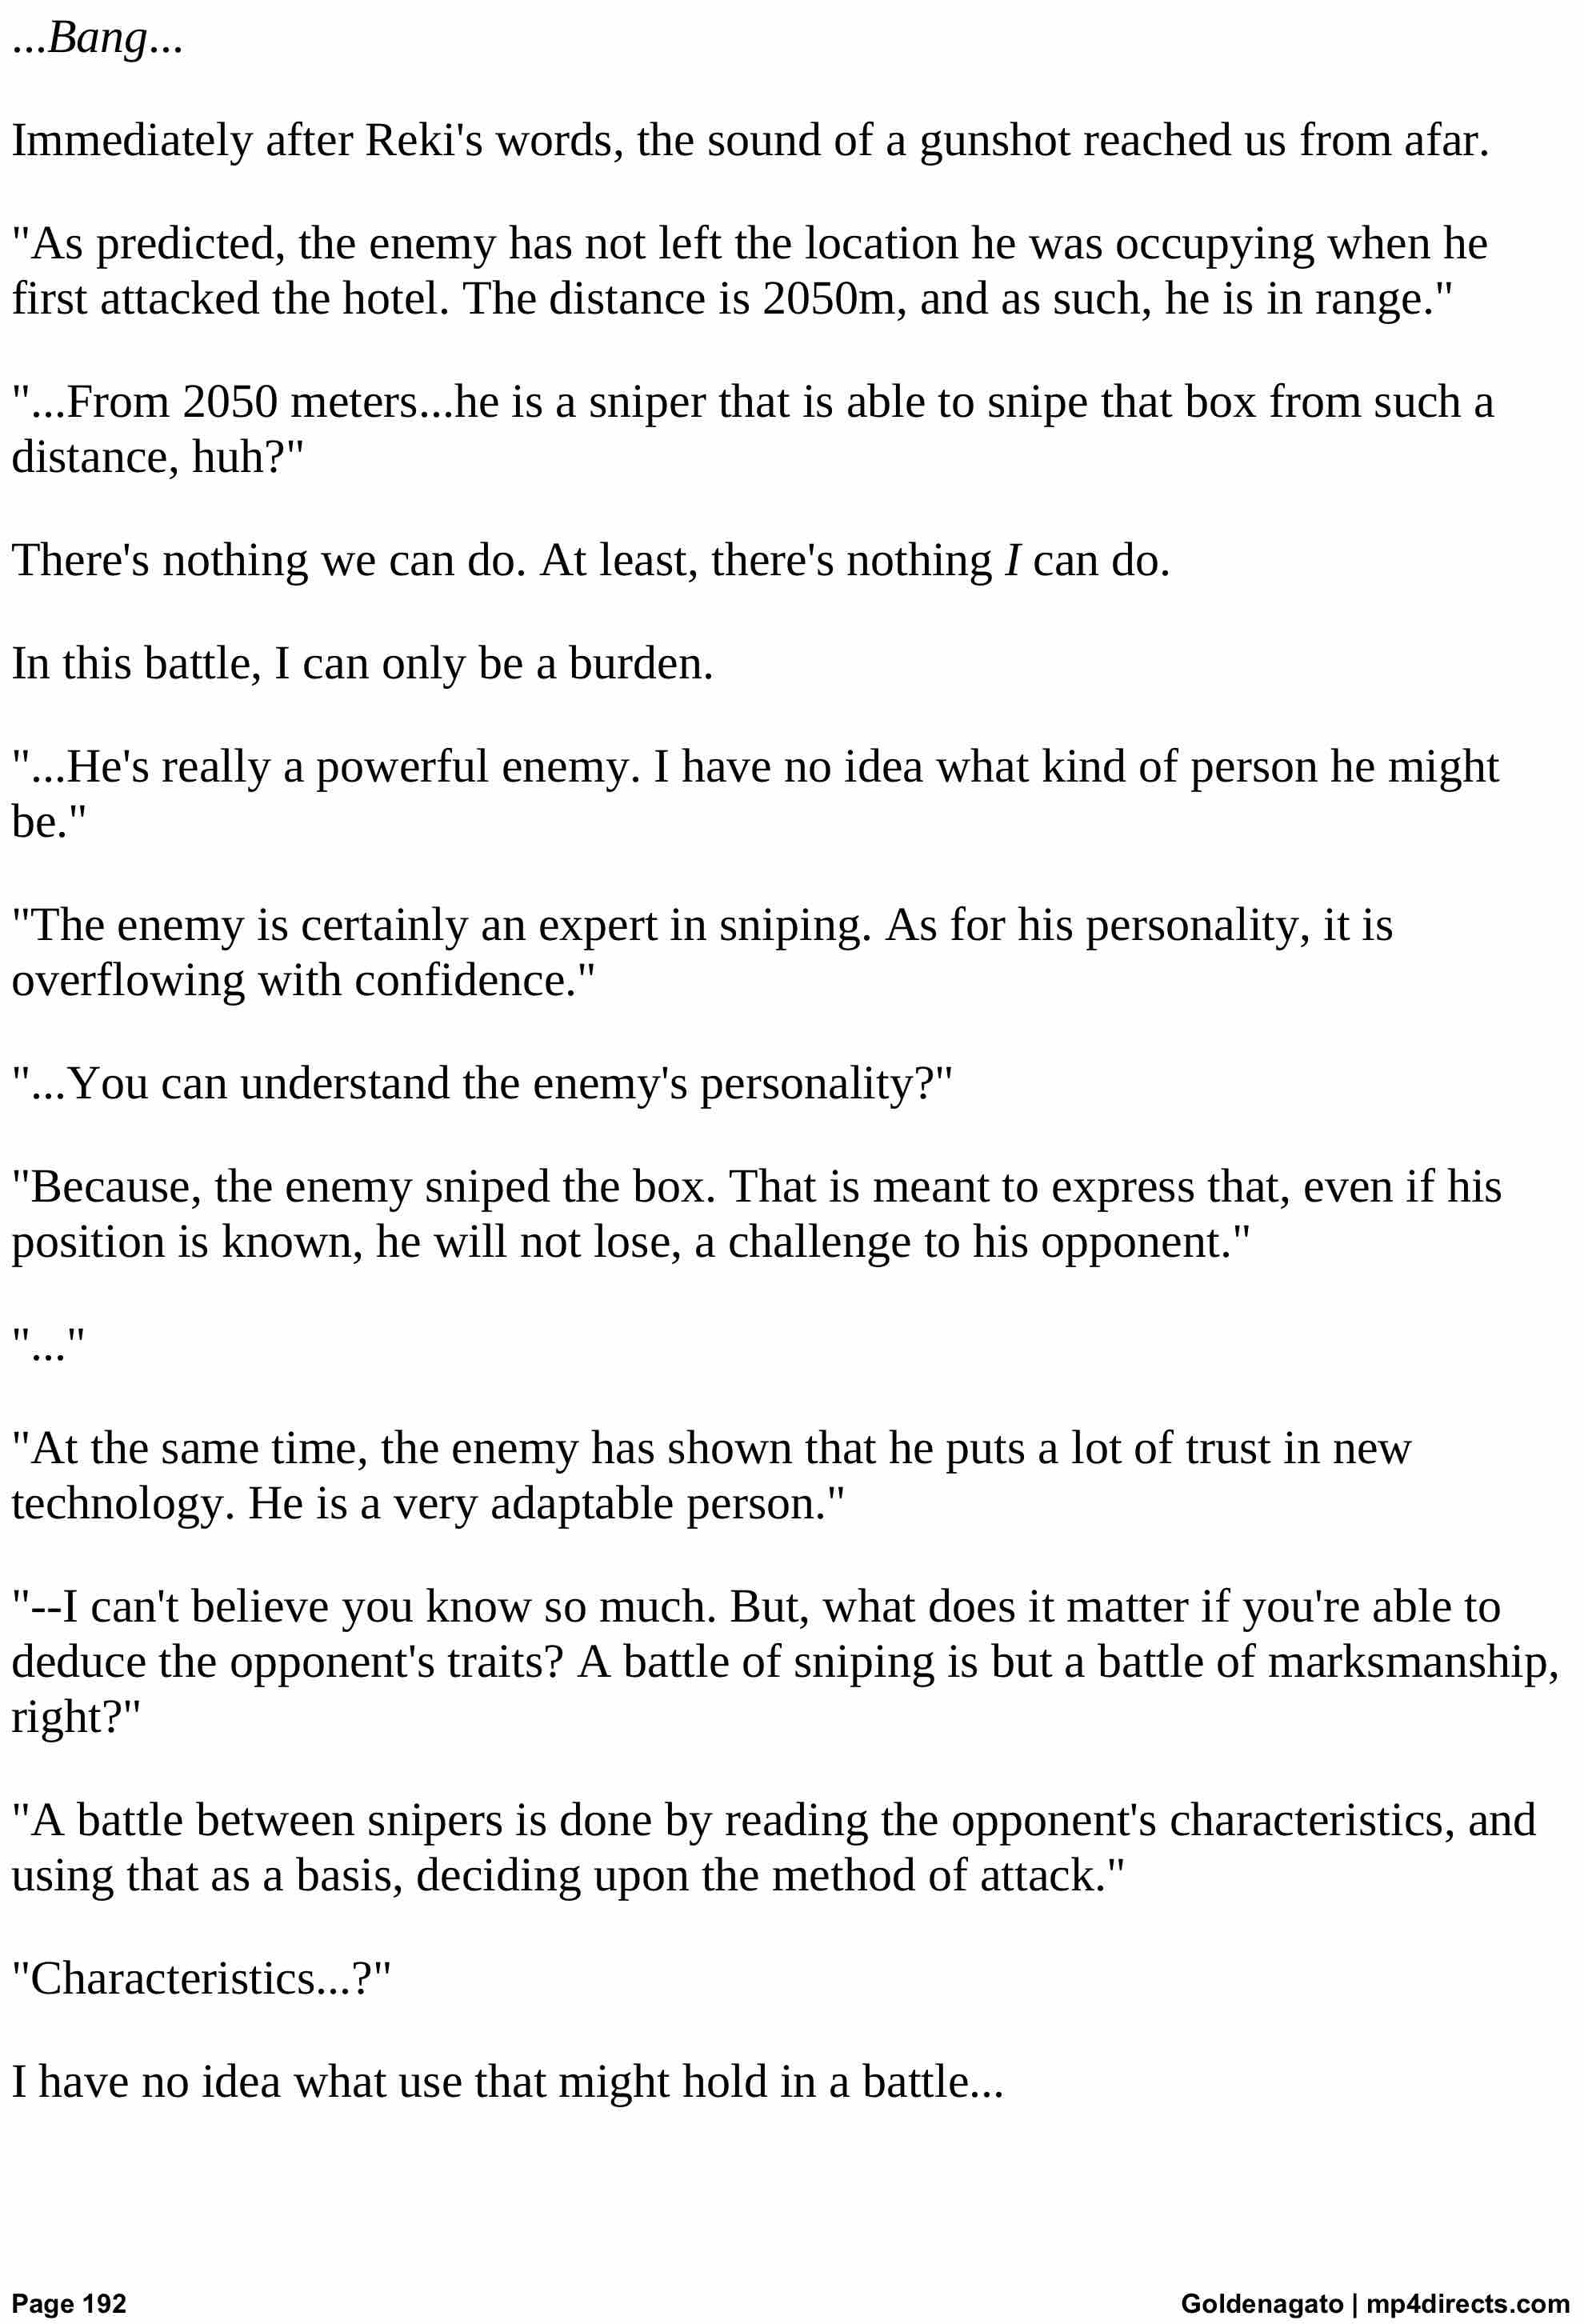 ...Bang...
Immediately after Reki's words, the sound of a gunshot reached us from afar.
"As predicted, the enemy has not left the location he was occupying when he
first attacked the hotel. The distance is 2050m, and as such, he is in range."
"...From 2050 meters...he is a sniper that is able to snipe that box from such a
distance, huh?"
There's nothing we can do. At least, there's nothing I can do.
In this battle, I can only be a burden.
"...He's really a powerful enemy. I have no idea what kind of person he might
be."
"The enemy is certainly an expert in sniping. As for his personality, it is
overflowing with confidence."
"...You can understand the enemy's personality?"
"Because, the enemy sniped the box. That is meant to express that, even if his
position is known, he will not lose, a challenge to his opponent."
"..."
"At the same time, the enemy has shown that he puts a lot of trust in new
technology. He is a very adaptable person."
"--I can't believe you know so much. But, what does it matter if you're able to
deduce the opponent's traits? A battle of sniping is but a battle of marksmanship,
right?"
"A battle between snipers is done by reading the opponent's characteristics, and
using that as a basis, deciding upon the method of attack."
"Characteristics...?"
I have no idea what use that might hold in a battle...
Page 192 Goldenagato | mp4directs.com